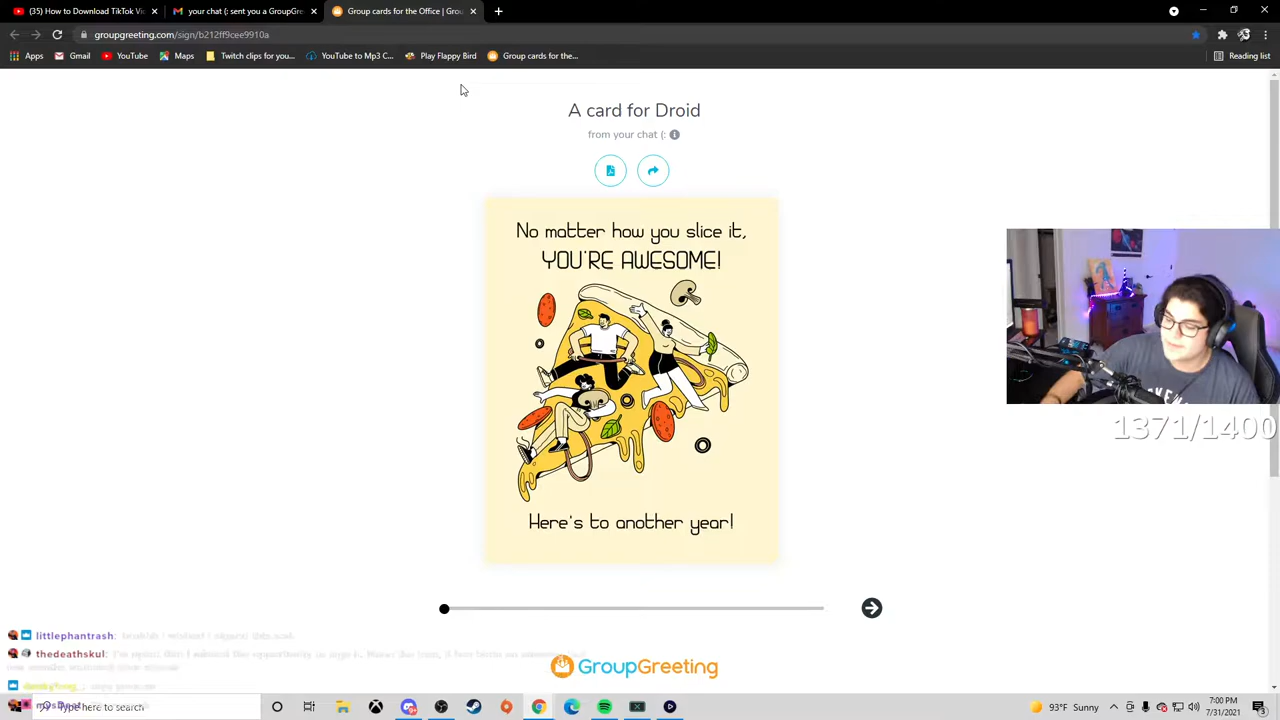 (35) How to Download TikTok Vi
your chat (: sent you a GroupGre
Group cards for the Office | Grou
groupgreeting.com/sign/b212ff9cee9910a
Apps
Gmail
YouTube
Maps
Twitch clips for you...
YouTube to Mp3 C...
Play Flappy Bird
Group cards for the...
Reading list
A card for Droid
from your chat (:
No matter how you slice it,
YOU'RE AWESOME!
Here's to another year!
1371/1400
littlephantrash:
thedeathskul:
GroupGreeting
Type here to search
93°F Sunny
7:00 PM
7/31/2021
3